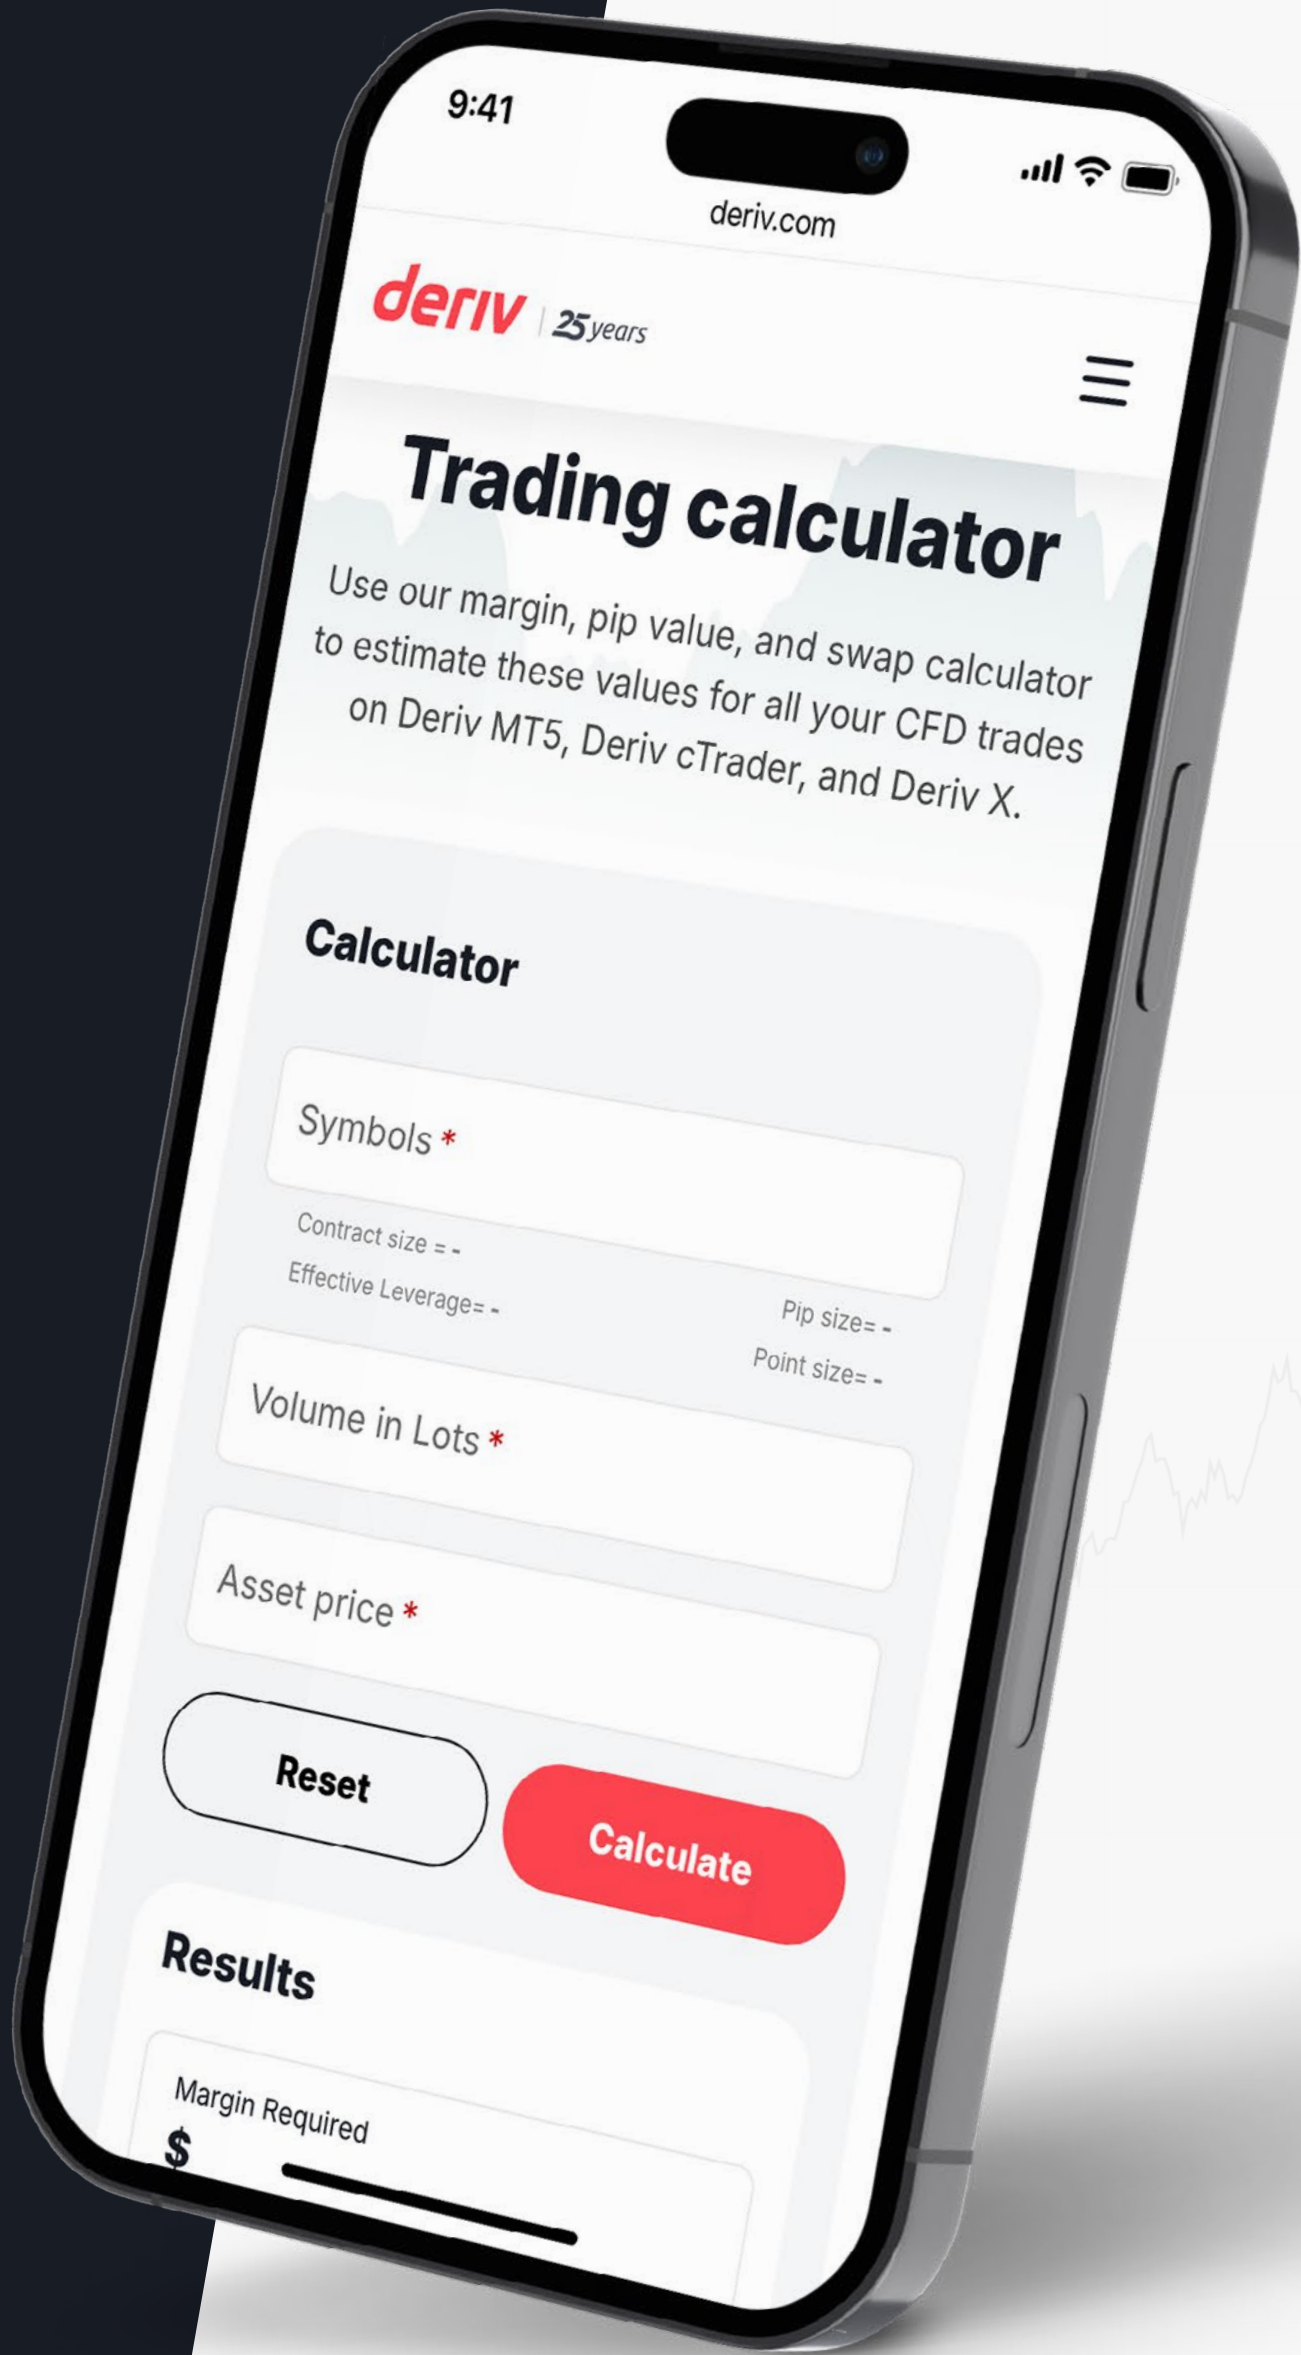 9:41
deriv.com
deriv | 25 years
Trading calculator
Use our margin, pip value, and swap calculator
to estimate these values for all your CFD trades
on Deriv MT5, Deriv cTrader, and Deriv X.
Calculator
Symbols *
Contract size = -
Pip size= -
Effective Leverage= -
Point size= -
Volume in Lots *
Asset price *
Reset
Calculate
Results
Margin Required
$